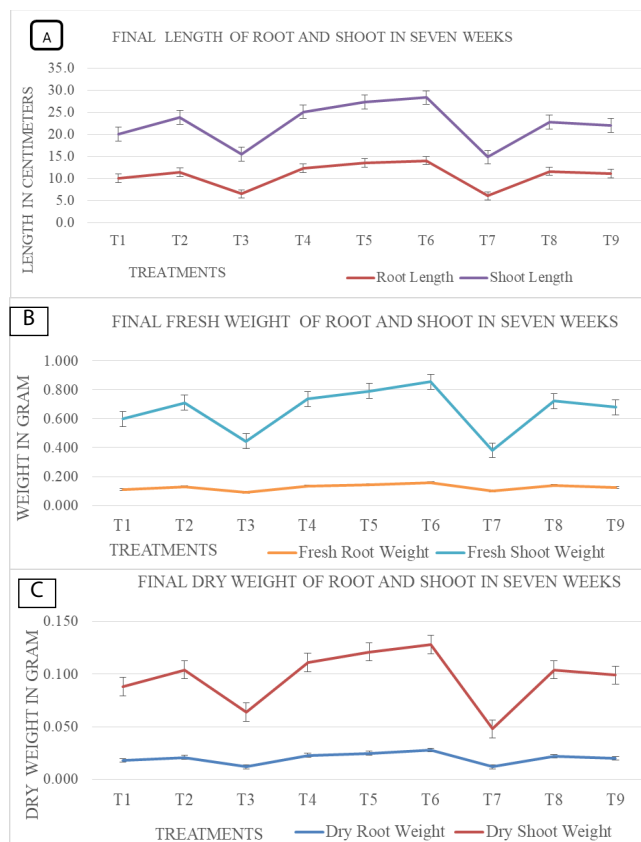 A
FINAL LENGTH OF ROOT AND SHOOT IN SEVEN WEEKS
LENGTH IN CENTIMETERS
35.0
30.0
25.0
20.0
15.0
10.0
5.0
0.0
T1 T2 T3 T4 T5 T6 T7 T8 T9
TREATMENTS
Root Length Shoot Length
B
FINAL FRESH WEIGHT OF ROOT AND SHOOT IN SEVEN WEEKS
WEIGHT IN GRAM
1.000
0.800
0.600
0.400
0.200
0.000
T1 T2 T3 T4 T5 T6 T7 T8 T9
TREATMENTS
Fresh Root Weight Fresh Shoot Weight
C
FINAL DRY WEIGHT OF ROOT AND SHOOT IN SEVEN WEEKS
DRY WEIGHT IN GRAM
0.150
0.100
0.050
0.000
T1 T2 T3 T4 T5 T6 T7 T8 T9
TREATMENTS
Dry Root Weight Dry Shoot Weight